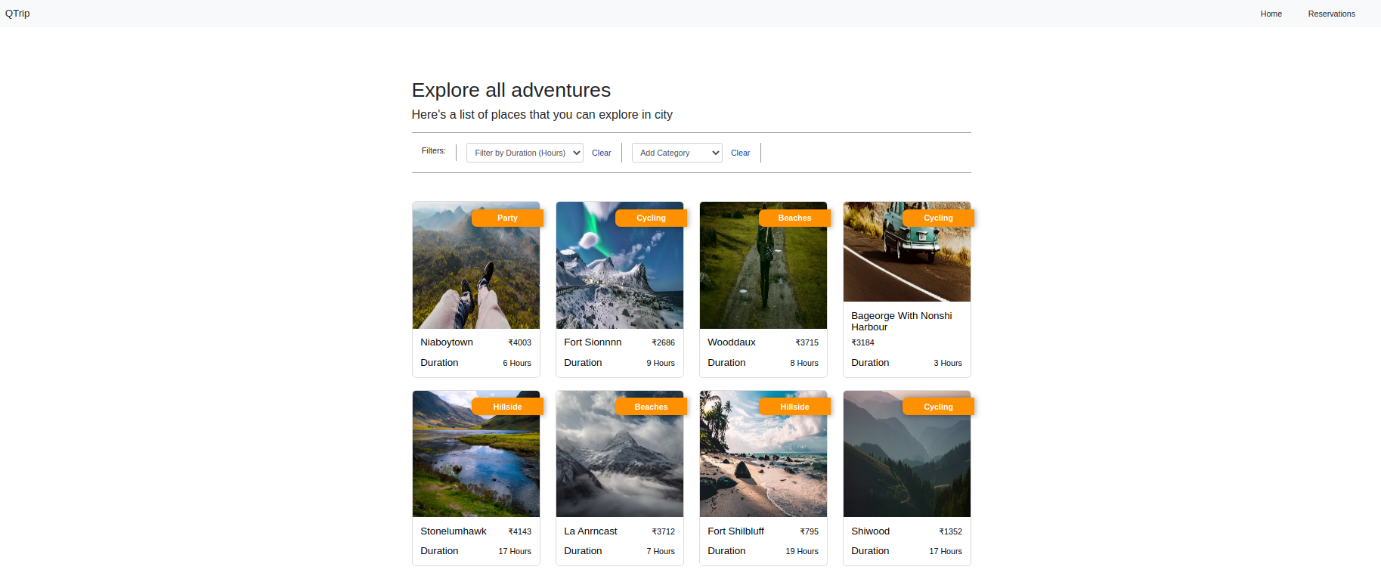 QTrip
Home
Reservations
Explore all adventures
Here's a list of places that you can explore in city
Filters:
Filter by Duration (Hours)
Clear
Add Category
Clear
Party
Niaboytown ₹4003
Duration 6 Hours
Cycling
Fort Sionnnn ₹2686
Duration 9 Hours
Beaches
Wooddaux ₹3715
Duration 8 Hours
Cycling
Bageorge With Nonshi
Harbour
₹3184
Duration 3 Hours
Hillside
Stonelumhawk ₹4143
Duration 17 Hours
Beaches
La Anrncast ₹3712
Duration 7 Hours
Hillside
Fort Shilbluff ₹795
Duration 19 Hours
Cycling
Shiwood ₹1352
Duration 17 Hours